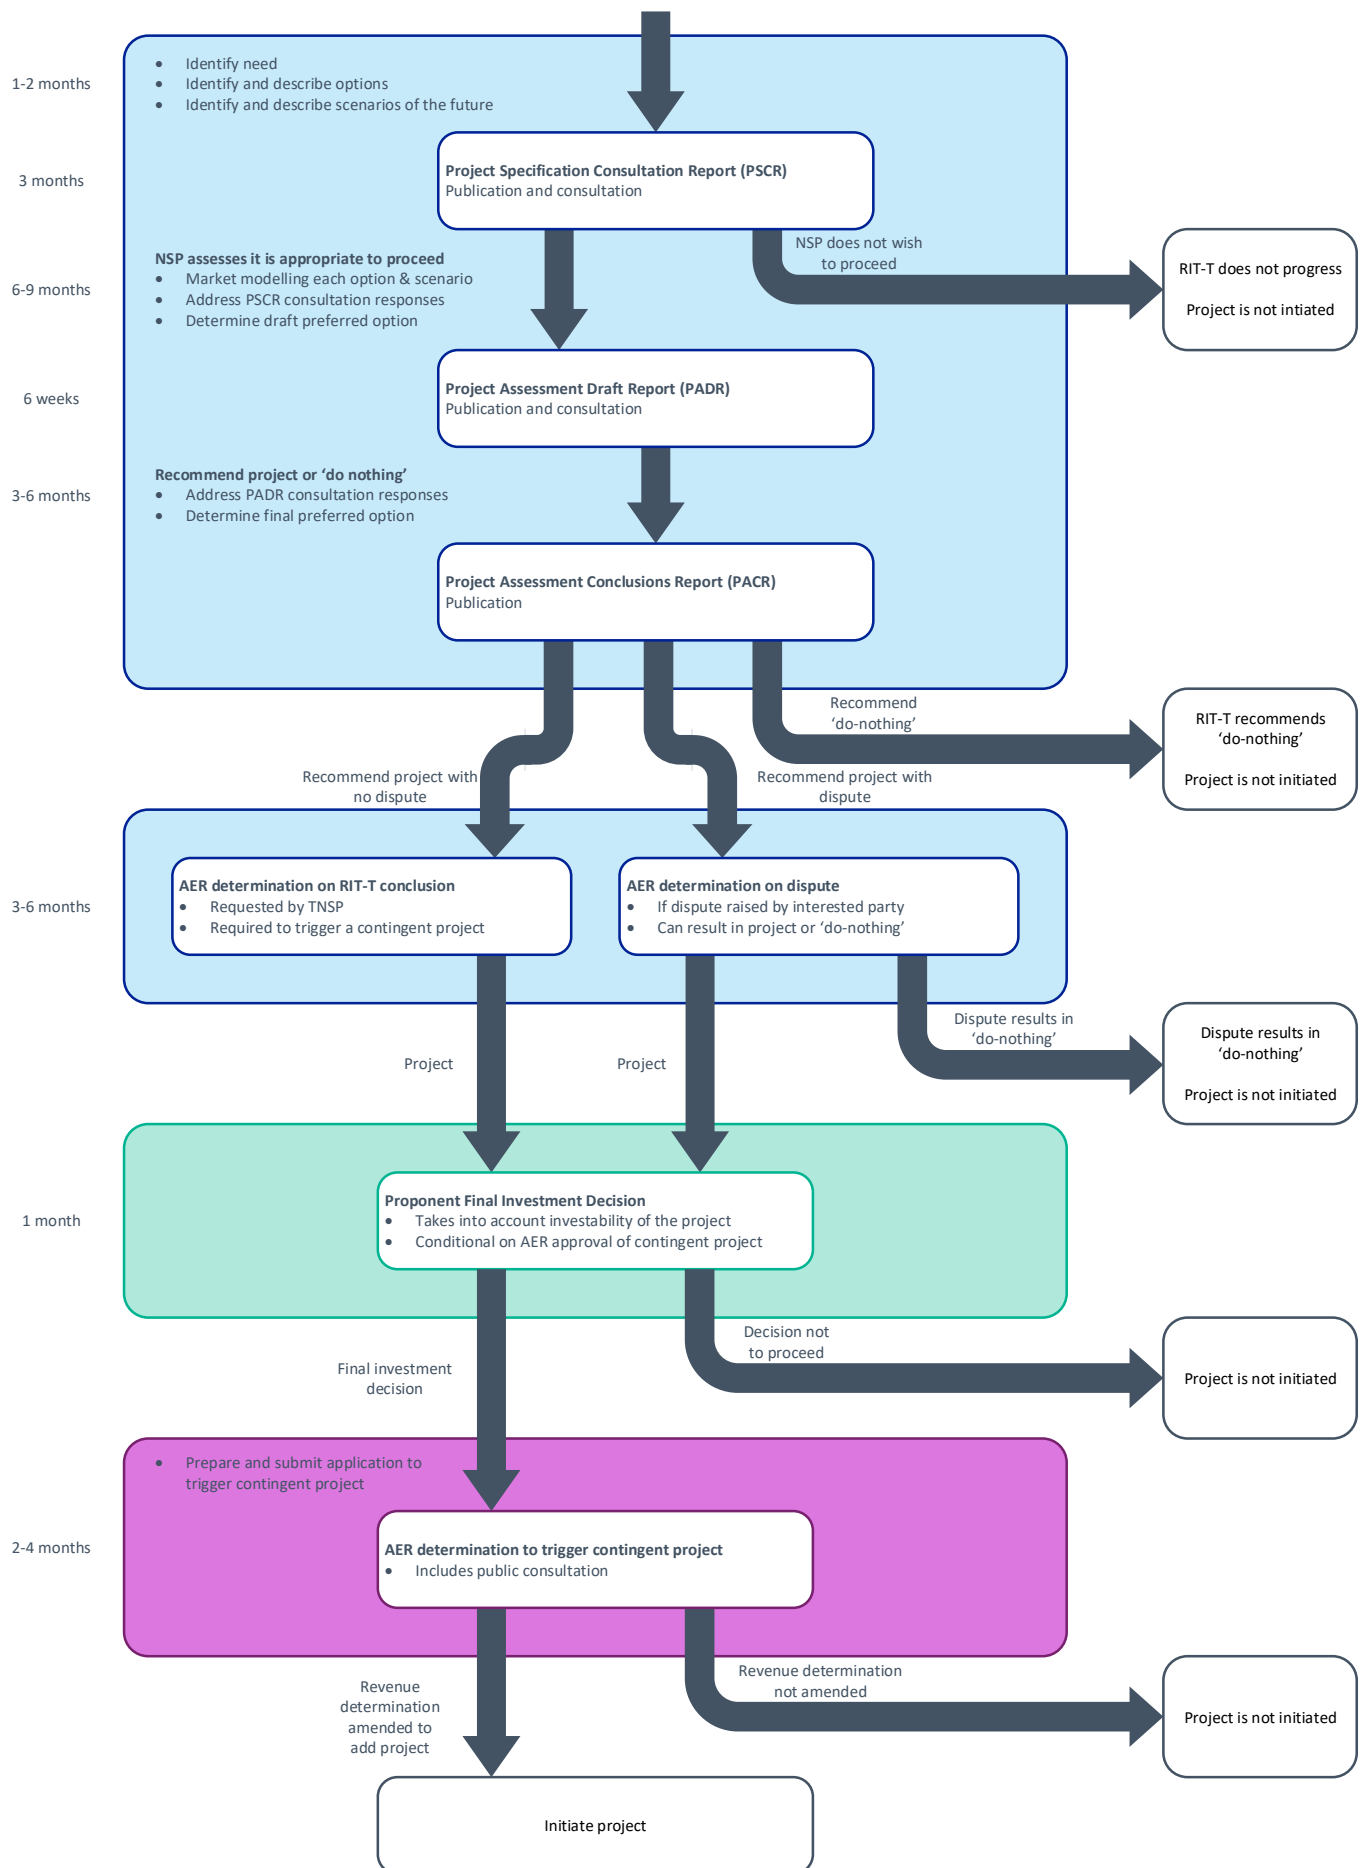 1-2 months
• Identify need
• Identify and describe options
• Identify and describe scenarios of the future
3 months
Project Specification Consultation Report (PSCR)
Publication and consultation
NSP does not wish
to proceed
RIT-T does not progress
Project is not intiated
6-9 months
NSP assesses it is appropriate to proceed
• Market modelling each option & scenario
• Address PSCR consultation responses
• Determine draft preferred option
6 weeks
Project Assessment Draft Report (PADR)
Publication and consultation
3-6 months
Recommend project or ‘do nothing’
• Address PADR consultation responses
• Determine final preferred option
Project Assessment Conclusions Report (PACR)
Publication
Recommend
‘do-nothing’
RIT-T recommends
‘do-nothing’
Project is not initiated
Recommend project with
no dispute
Recommend project with
dispute
3-6 months
AER determination on RIT-T conclusion
• Requested by TNSP
• Required to trigger a contingent project
AER determination on dispute
• If dispute raised by interested party
• Can result in project or ‘do-nothing’
Dispute results in
‘do-nothing’
Dispute results in
‘do-nothing’
Project is not initiated
Project
Project
1 month
Proponent Final Investment Decision
• Takes into account investability of the project
• Conditional on AER approval of contingent project
Decision not
to proceed
Project is not initiated
Final investment
decision
2-4 months
• Prepare and submit application to
trigger contingent project
AER determination to trigger contingent project
• Includes public consultation
Revenue determination
not amended
Project is not initiated
Revenue
determination
amended to
add project
Initiate project